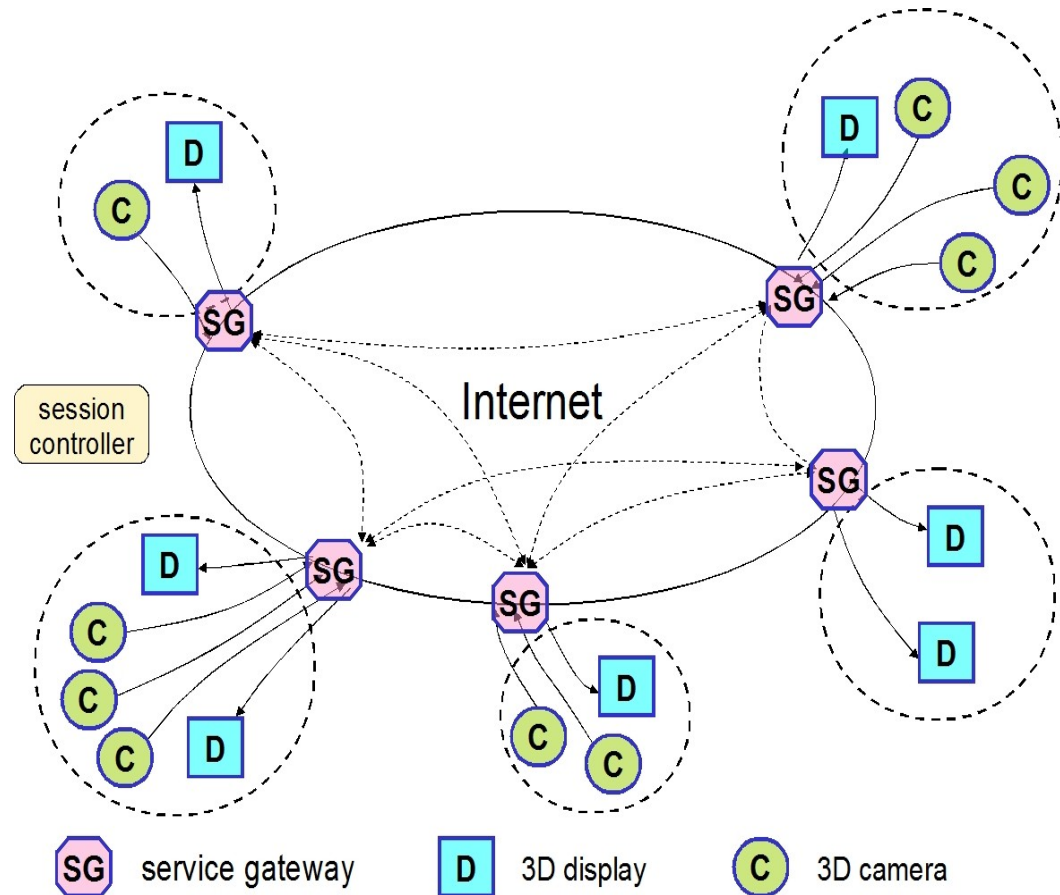 D
C
C
D
C
C
SG
SG
Internet
session
controller
SG
D
SG
D
SG
C
D
D
C
C
D
C
C
SG
service gateway
D
3D display
C
3D camera